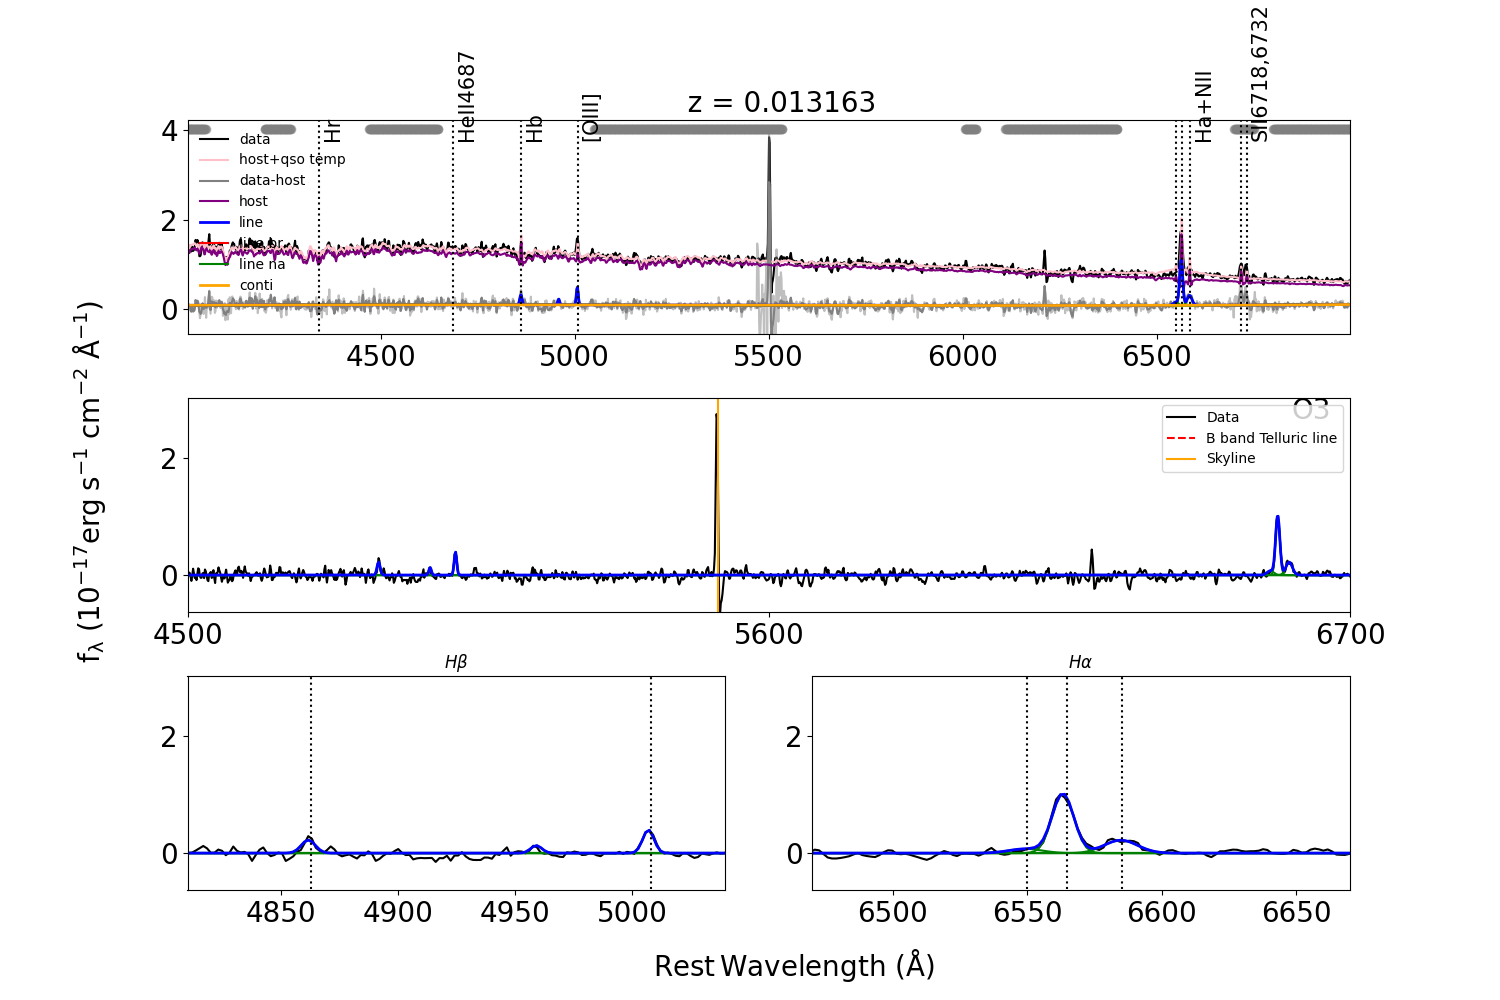 z = 0.013163
Hr
HeII4687
Hb
[OIII]
Ha+NII
SII6718,6732
data
host+qso temp
data-host
host
line
line br
line na
conti
4
2
0
4500 5000 5500 6000 6500
fλ (10−17erg s−1 cm−2 Å−1)
O3
Data
B band Telluric line
Skyline
2
0
4500 5600 6700
Hβ
2
0
4850 4900 4950 5000
Hα
2
0
6500 6550 6600 6650
Rest Wavelength (Å)